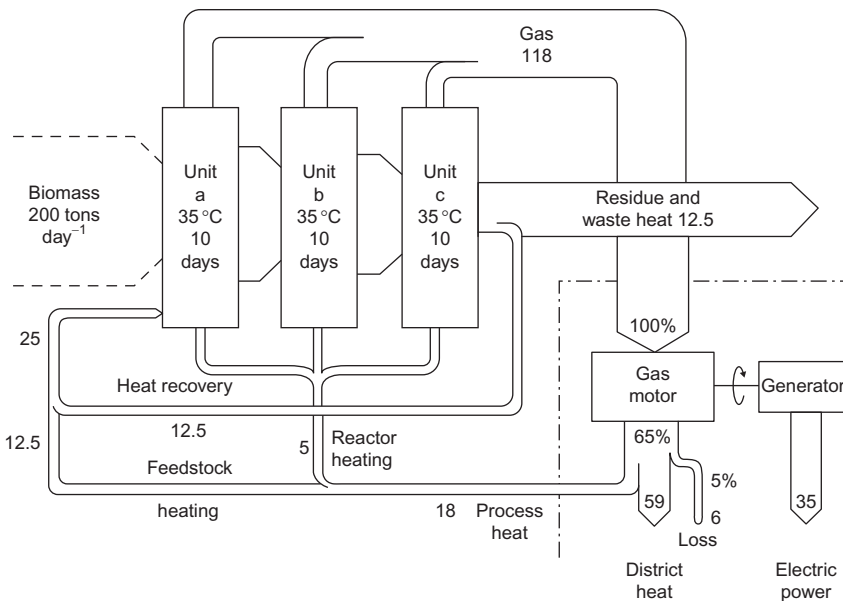 Gas
118
Biomass
200 tons
day⁻¹
Unit
a
35 °C
10
days
Unit
b
35 °C
10
days
Unit
c
35 °C
10
days
Residue and
waste heat 12.5
25
100%
Heat recovery
Gas
motor
Generator
12.5
12.5
5
Reactor
heating
65%
Feedstock
heating
5%
18
Process
heat
59
6
Loss
35
District
heat
Electric
power